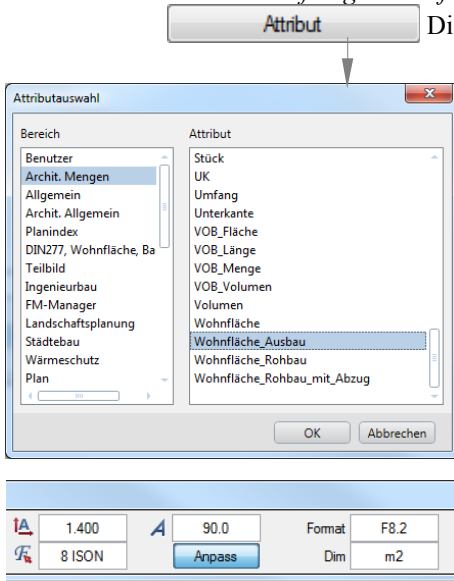 Attribut
Di
Attributauswahl
Bereich
Attribut
Benutzer
Archit. Mengen
Allgemein
Archit. Allgemein
Planindex
DIN277, Wohnfläche, Ba
Teilbild
Ingenieurbau
FM-Manager
Landschaftsplanung
Städtebau
Wärmeschutz
Plan
Stück
UK
Umfang
Unterkante
VOB_Fläche
VOB_Länge
VOB_Menge
VOB_Volumen
Volumen
Wohnfläche
Wohnfläche_Ausbau
Wohnfläche_Rohbau
Wohnfläche_Rohbau_mit_Abzug
OK
Abbrechen
1.400 90.0 Format F8.2
8 ISON Anpass Dim m2